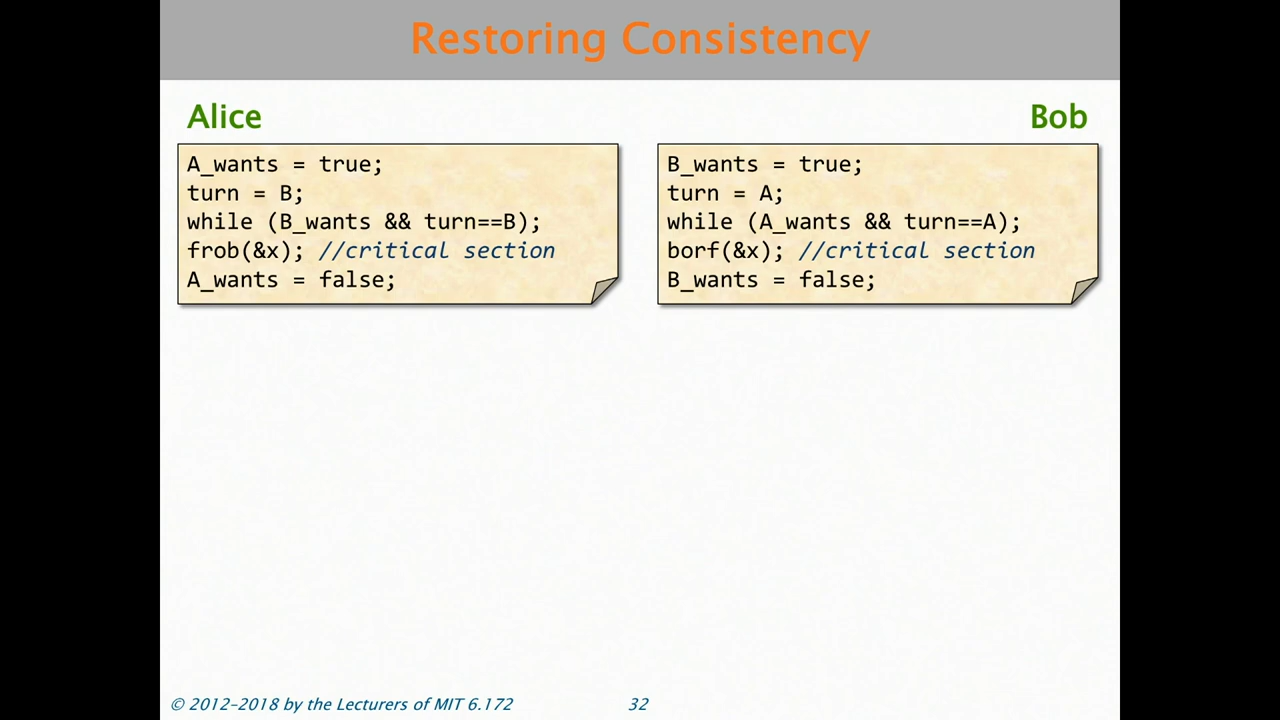 Restoring Consistency
Alice
A_wants = true;
turn = B;
while (B_wants && turn==B);
frob(&x); //critical section
A_wants = false;
Bob
B_wants = true;
turn = A;
while (A_wants && turn==A);
borf(&x); //critical section
B_wants = false;
© 2012–2018 by the Lecturers of MIT 6.172
32